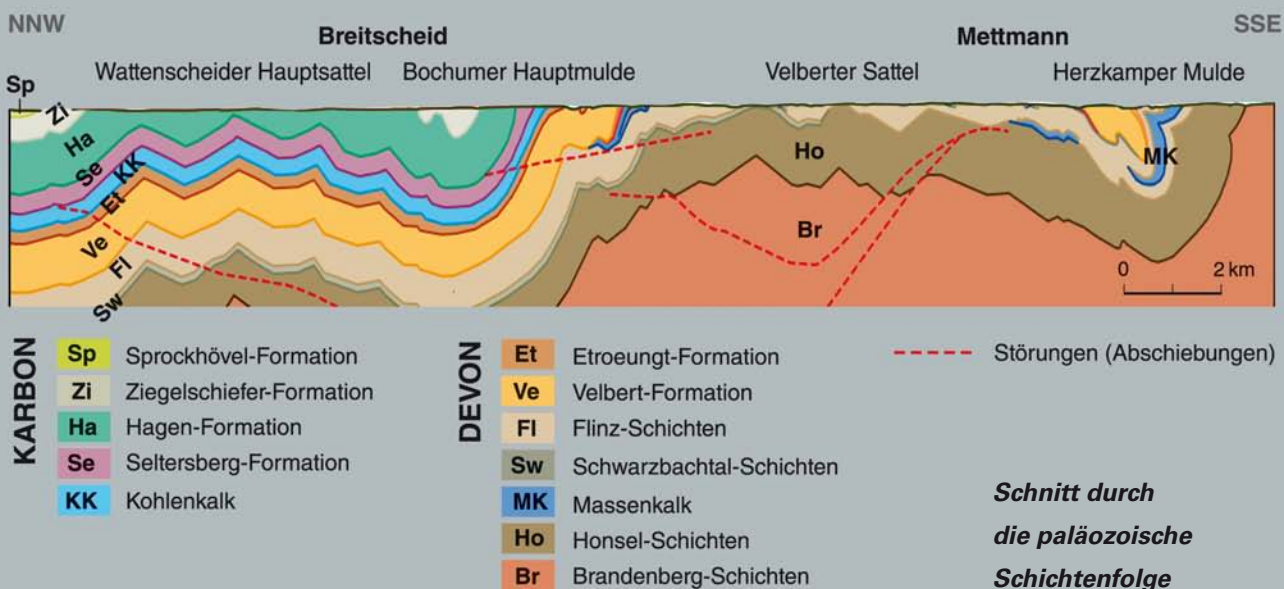 NNW
SSE
Breitscheid
Mettmann
Wattenscheider Hauptsattel
Bochumer Hauptmulde
Velberter Sattel
Herzkamper Mulde
Sp
Zi
Ha
Se
KK
Et
Ve
Fl
Sw
Ho
Br
MK
0 2 km
KARBON
Sp Sprockhövel-Formation
Zi Ziegelschiefer-Formation
Ha Hagen-Formation
Se Seltersberg-Formation
KK Kohlenkalk
DEVON
Et Etroeungt-Formation
Ve Velbert-Formation
Fl Flinz-Schichten
Sw Schwarzbachtal-Schichten
MK Massenkalk
Ho Honsel-Schichten
Br Brandenberg-Schichten
Störungen (Abschiebungen)
Schnitt durch
die paläozoische
Schichtenfolge